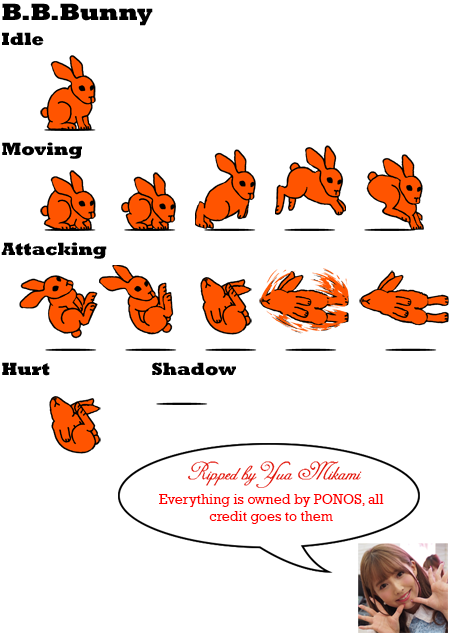 B.B.Bunny
Idle
Moving
Attacking
Hurt
Shadow
Ripped by Yua Mikami
Everything is owned by PONOS, all
credit goes to them